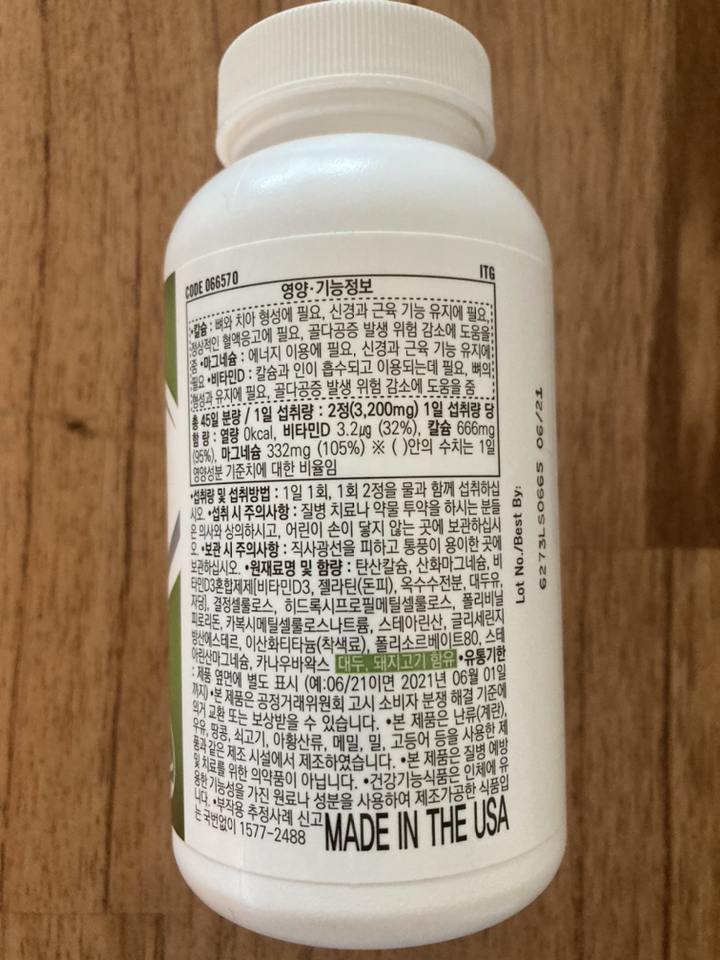 CODE 066570
ITG
영양·기능정보
•칼슘 : 뼈와 치아 형성에 필요, 신경과 근육 기능 유지에 필요,
정상적인 혈액응고에 필요, 골다공증 발생 위험 감소에 도움을
줌 •마그네슘 : 에너지 이용에 필요, 신경과 근육 기능 유지에
필요 •비타민D : 칼슘과 인이 흡수되고 이용되는데 필요, 뼈의
형성과 유지에 필요, 골다공증 발생 위험 감소에 도움을 줌
총 45일 분량 / 1일 섭취량 : 2정(3,200mg) 1일 섭취량 당
함량 : 열량 0kcal, 비타민D 3.2㎍ (32%), 칼슘 666mg
(95%), 마그네슘 332mg (105%) ※ ( )안의 수치는 1일
영양성분 기준치에 대한 비율임
•섭취량 및 섭취방법 : 1일 1회, 1회 2정을 물과 함께 섭취하십
시오. •섭취 시 주의사항 : 질병 치료나 약물 투약을 하시는 분들
은 의사와 상의하시고, 어린이 손이 닿지 않는 곳에 보관하십시
오. •보관 시 주의사항 : 직사광선을 피하고 통풍이 용이한 곳에
보관하십시오. •원재료명 및 함량 : 탄산칼슘, 산화마그네슘, 비
타민D3혼합제제[비타민D3, 젤라틴(돈피), 옥수수전분, 대두유,
자당], 결정셀룰로스, 히드록시프로필메틸셀룰로스, 폴리비닐
피로리돈, 카복시메틸셀룰로스나트륨, 스테아린산, 글리세린지
방산에스테르, 이산화티타늄(착색료), 폴리소르베이트80, 스테
아린산마그네슘, 카나우바왁스 대두, 돼지고기 함유 •유통기한
: 제품 옆면에 별도 표시 (예:06/21이면 2021년 06월 01일
까지) •본 제품은 공정거래위원회 고시 소비자 분쟁 해결 기준에
의거 교환 또는 보상받을 수 있습니다. •본 제품은 난류(계란),
우유, 땅콩, 쇠고기, 아황산류, 메밀, 밀, 고등어 등을 사용한 제
품과 같은 제조 시설에서 제조하였습니다. •본 제품은 질병 예방
및 치료를 위한 의약품이 아닙니다. •건강기능식품은 인체에 유
용한 기능성을 가진 원료나 성분을 사용하여 제조가공한 식품입
니다. •부작용 추정사례 신고
는 국번없이 1577-2488
MADE IN THE USA
Lot No./Best By:
6273LS0665 06/21